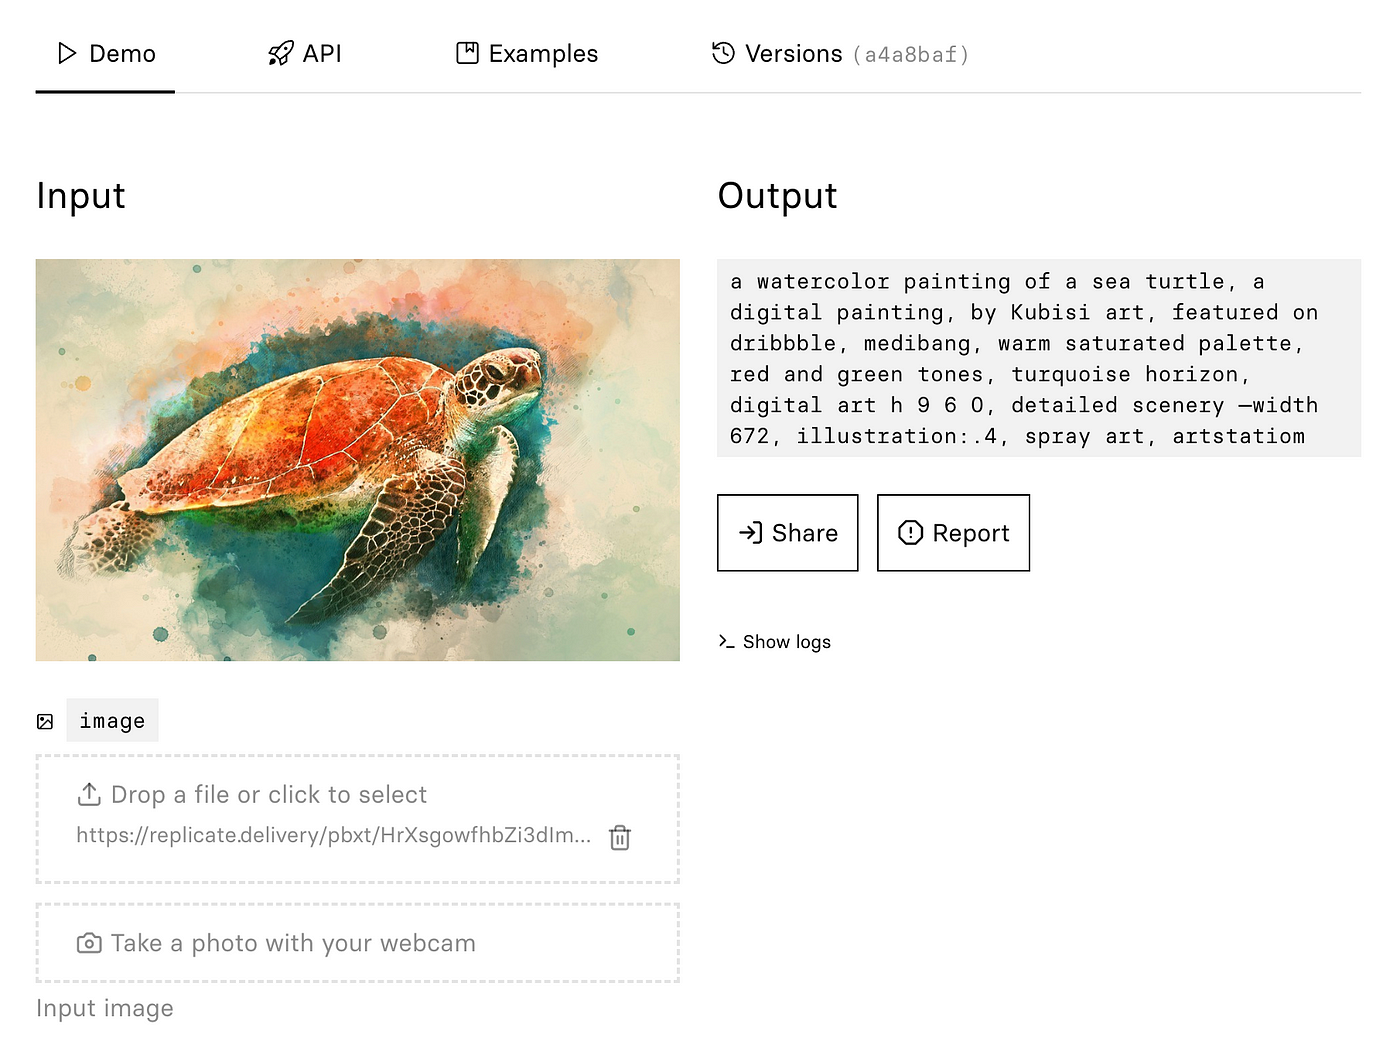 Demo API Examples Versions (a4a8baf)
Input
Output
a watercolor painting of a sea turtle, a
digital painting, by Kubisi art, featured on
dribbble, medibang, warm saturated palette,
red and green tones, turquoise horizon,
digital art h 9 6 0, detailed scenery —width
672, illustration:.4, spray art, artstatiom
Share Report
Show logs
image
Drop a file or click to select
https://replicate.delivery/pbxt/HrXsgowfhbZi3dIm...
Take a photo with your webcam
Input image